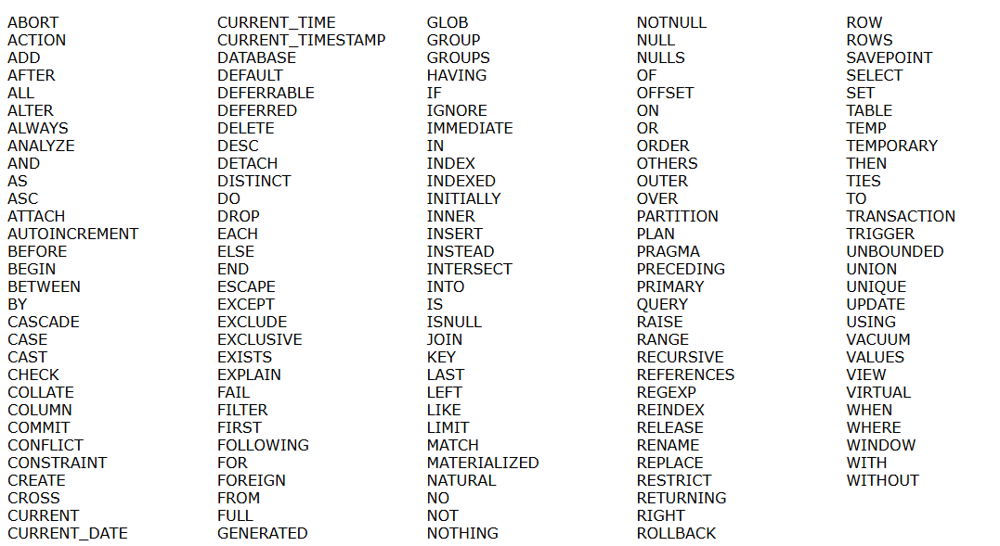 ABORT
ACTION
ADD
AFTER
ALL
ALTER
ALWAYS
ANALYZE
AND
AS
ASC
ATTACH
AUTOINCREMENT
BEFORE
BEGIN
BETWEEN
BY
CASCADE
CASE
CAST
CHECK
COLLATE
COLUMN
COMMIT
CONFLICT
CONSTRAINT
CREATE
CROSS
CURRENT
CURRENT_DATE
CURRENT_TIME
CURRENT_TIMESTAMP
DATABASE
DEFAULT
DEFERRABLE
DEFERRED
DELETE
DESC
DETACH
DISTINCT
DO
DROP
EACH
ELSE
END
ESCAPE
EXCEPT
EXCLUDE
EXCLUSIVE
EXISTS
EXPLAIN
FAIL
FILTER
FIRST
FOLLOWING
FOR
FOREIGN
FROM
FULL
GENERATED
GLOB
GROUP
GROUPS
HAVING
IF
IGNORE
IMMEDIATE
IN
INDEX
INDEXED
INITIALLY
INNER
INSERT
INSTEAD
INTERSECT
INTO
IS
ISNULL
JOIN
KEY
LAST
LEFT
LIKE
LIMIT
MATCH
MATERIALIZED
NATURAL
NO
NOT
NOTHING
NOTNULL
NULL
NULLS
OF
OFFSET
ON
OR
ORDER
OTHERS
OUTER
OVER
PARTITION
PLAN
PRAGMA
PRECEDING
PRIMARY
QUERY
RAISE
RANGE
RECURSIVE
REFERENCES
REGEXP
REINDEX
RELEASE
RENAME
REPLACE
RESTRICT
RETURNING
RIGHT
ROLLBACK
ROW
ROWS
SAVEPOINT
SELECT
SET
TABLE
TEMP
TEMPORARY
THEN
TIES
TO
TRANSACTION
TRIGGER
UNBOUNDED
UNION
UNIQUE
UPDATE
USING
VACUUM
VALUES
VIEW
VIRTUAL
WHEN
WHERE
WINDOW
WITH
WITHOUT